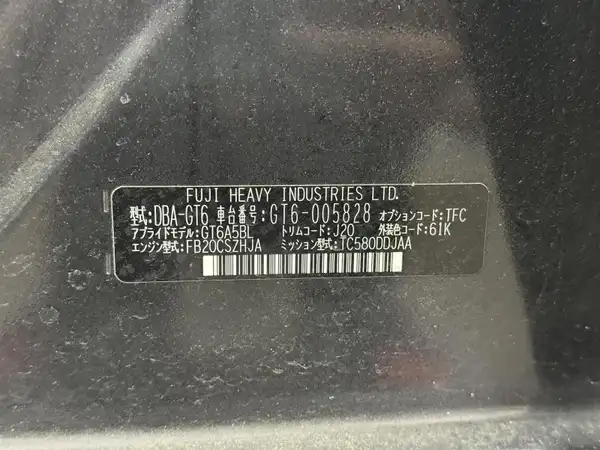 FUJI HEAVY INDUSTRIES LTD.
型式:DBA-GT6 車台番号:GT6-005828 オプションコード:TFC
アプライドモデル:GT6A5BL トリムコード:J20 外装色コード:61K
エンジン型式:FB20CSZHJA ミッション型式:TC580DDJAA